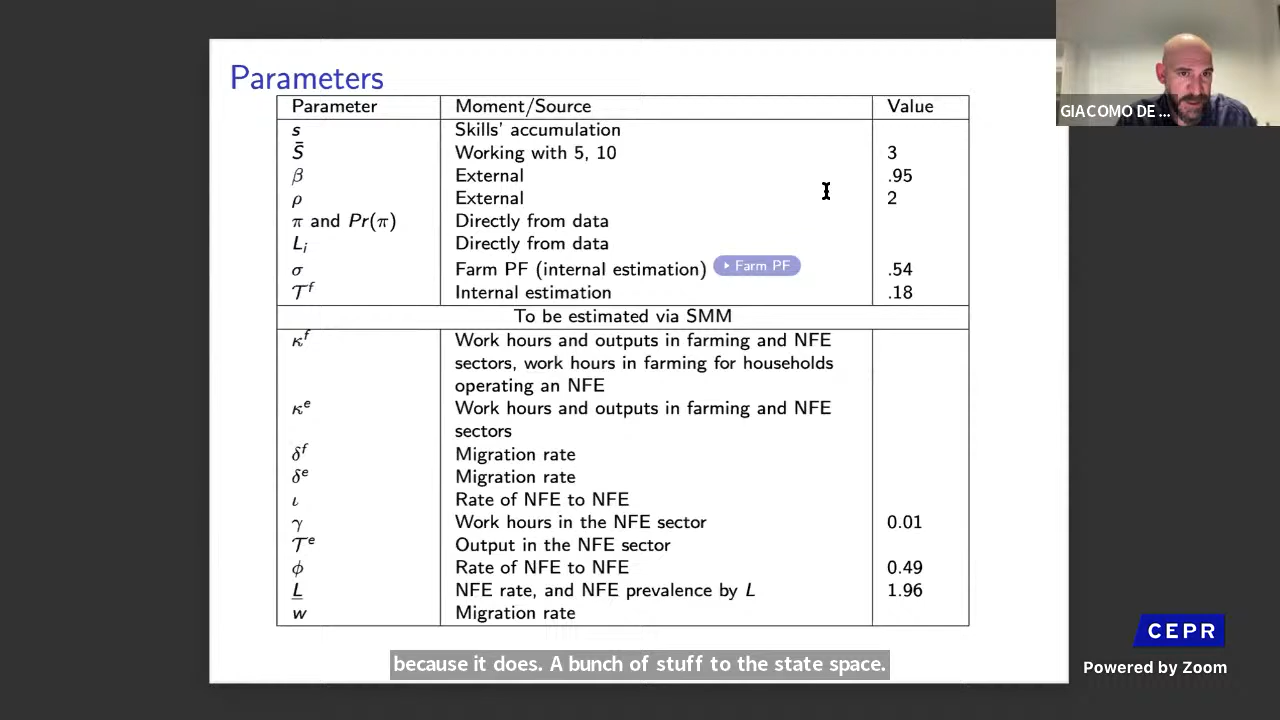 Parameters
Parameter Moment/Source Value
s Skills' accumulation
S̄ Working with 5, 10 3
β External .95
ρ External 2
π and Pr(π) Directly from data
L_i Directly from data
σ Farm PF (internal estimation) Farm PF .54
𝒯^f Internal estimation .18
To be estimated via SMM
κ^f Work hours and outputs in farming and NFE
sectors, work hours in farming for households
operating an NFE
κ^e Work hours and outputs in farming and NFE
sectors
δ^f Migration rate
δ^e Migration rate
ι Rate of NFE to NFE
γ Work hours in the NFE sector 0.01
𝒯^e Output in the NFE sector
ϕ Rate of NFE to NFE 0.49
L̲ NFE rate, and NFE prevalence by L 1.96
w Migration rate
because it does. A bunch of stuff to the state space.
GIACOMO DE ...
CEPR
Powered by Zoom